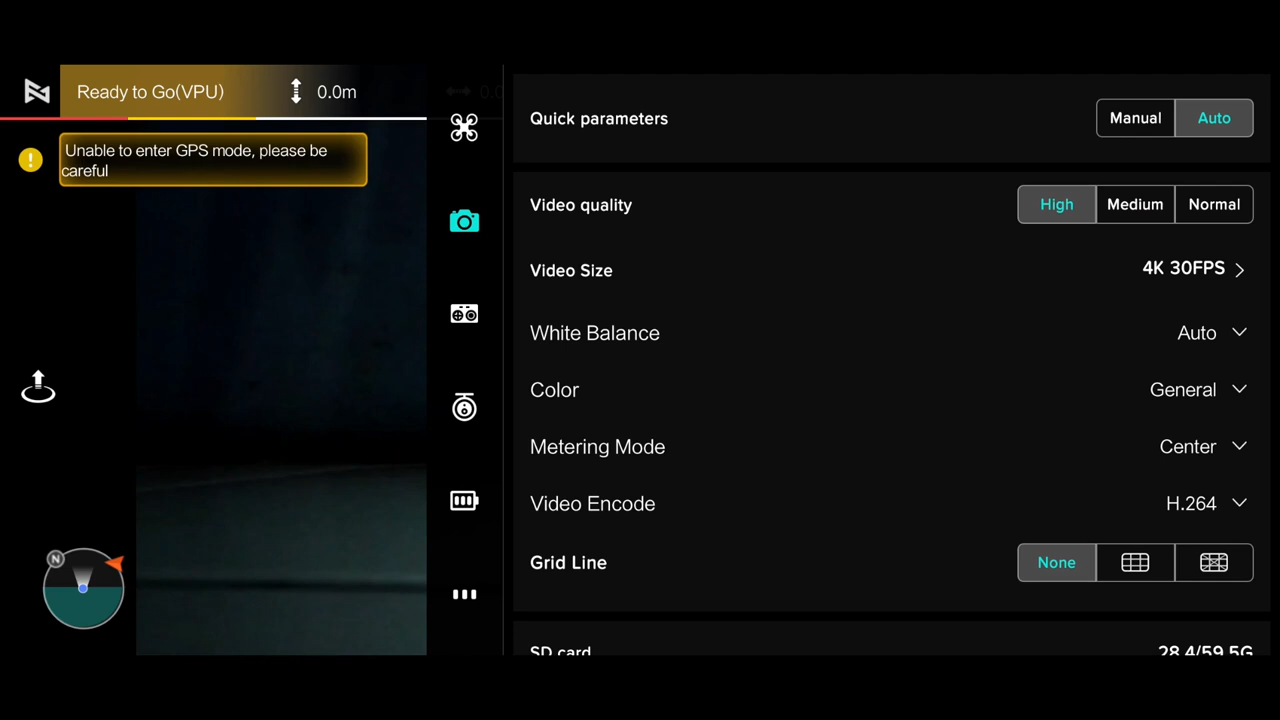 Ready to Go(VPU)
0.0m
0.0
Unable to enter GPS mode, please be
careful
N
Quick parameters
Manual
Auto
Video quality
High
Medium
Normal
Video Size
4K 30FPS
White Balance
Auto
Color
General
Metering Mode
Center
Video Encode
H.264
Grid Line
None
SD card
28.4/59.5G